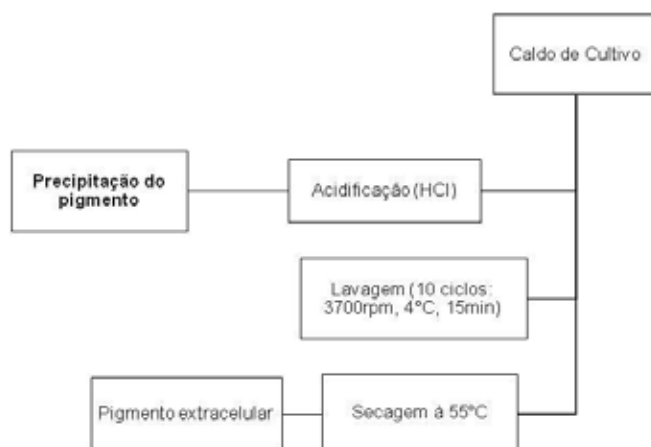 Caldo de Cultivo
Precipitação do
pigmento
Acidificação (HCl)
Lavagem (10 ciclos:
3700rpm, 4°C, 15min)
Pigmento extracelular
Secagem à 55°C